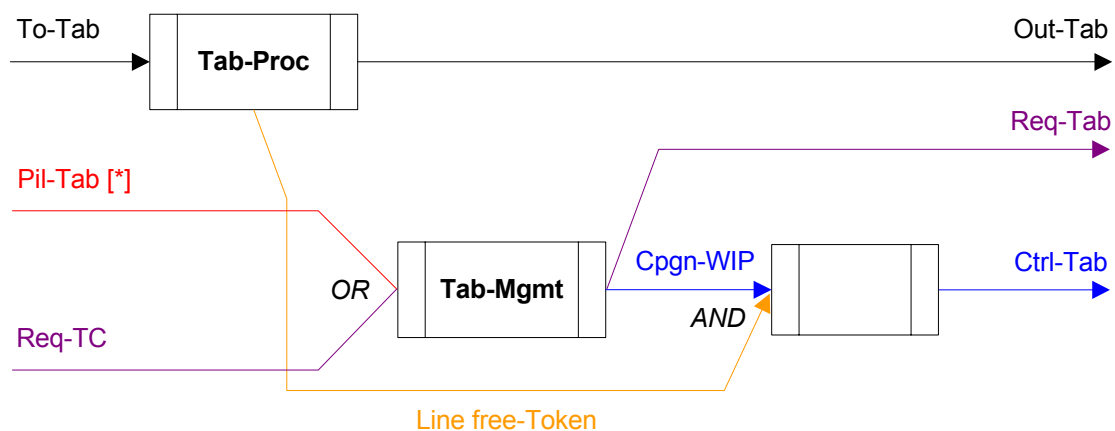 To-Tab
Tab-Proc
Out-Tab
Req-Tab
Pil-Tab [*]
OR
Tab-Mgmt
Cpgn-WIP
AND
Ctrl-Tab
Req-TC
Line free-Token